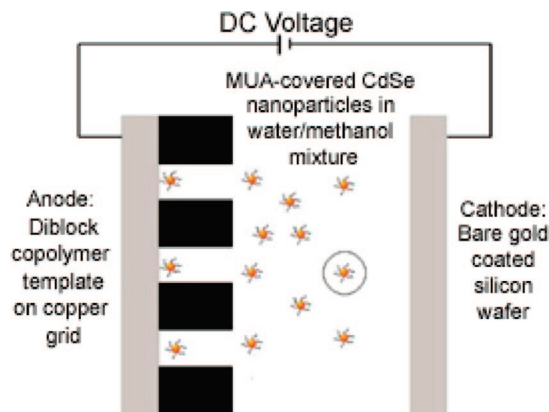 DC Voltage
MUA-covered CdSe
nanoparticles in
water/methanol
mixture
Anode:
Diblock
copolymer
template
on copper
grid
Cathode:
Bare gold
coated
silicon
wafer